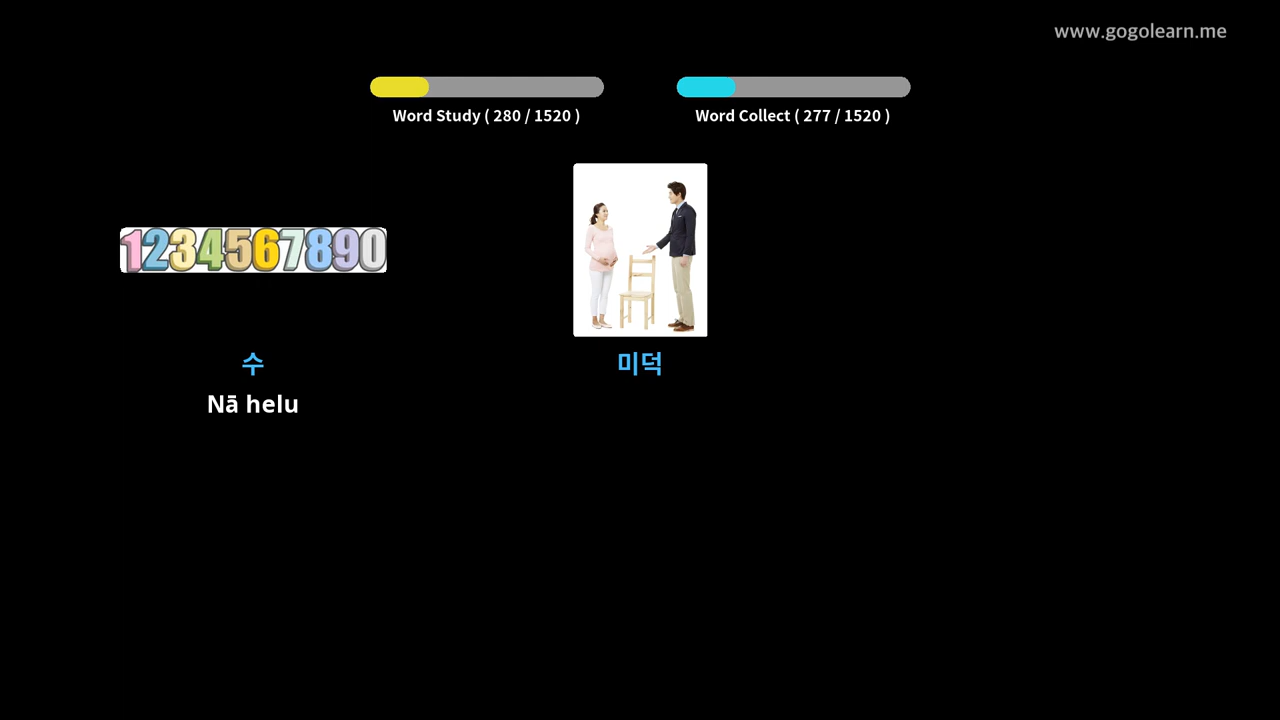 www.gogolearn.me
Word Study ( 280 / 1520 )
Word Collect ( 277 / 1520 )
1234567890
수
미덕
Nā helu